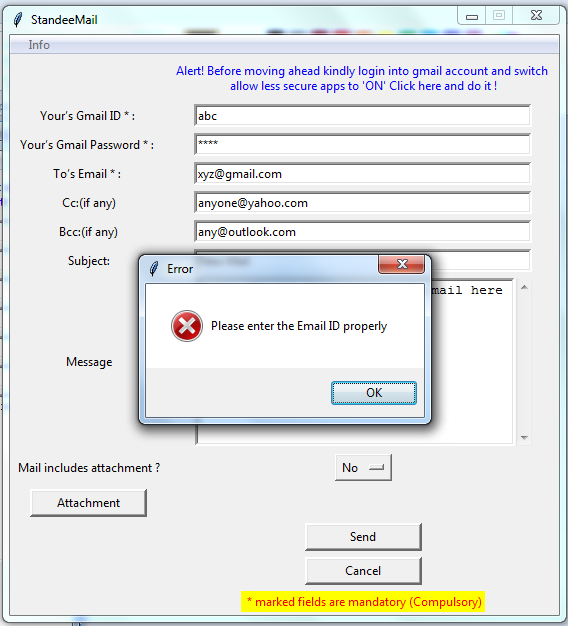 StandeeMail
Info
Alert! Before moving ahead kindly login into gmail account and switch
allow less secure apps to 'ON' Click here and do it !
Your's Gmail ID * :
abc
Your's Gmail Password * :
****
To's Email * :
xyz@gmail.com
Cc:(if any)
anyone@yahoo.com
Bcc:(if any)
any@outlook.com
Subject:
Error
mail here
Please enter the Email ID properly
Message
OK
Mail includes attachment ?
No
Attachment
Send
Cancel
* marked fields are mandatory (Compulsory)